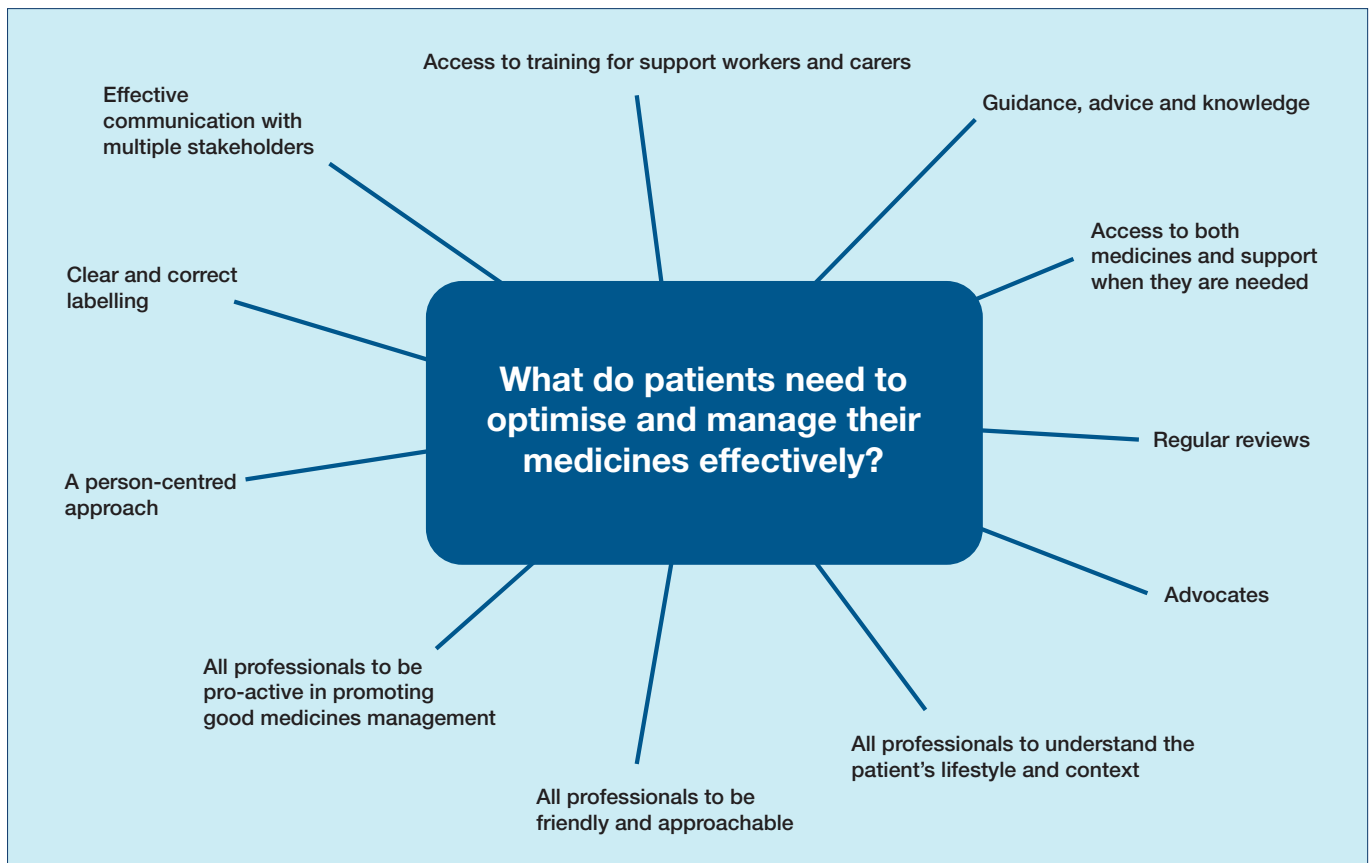 Access to training for support workers and carers
Effective
communication with
multiple stakeholders
Guidance, advice and knowledge
Access to both
medicines and support
when they are needed
Clear and correct
labelling
What do patients need to
optimise and manage their
medicines effectively?
Regular reviews
A person-centred
approach
Advocates
All professionals to be
pro-active in promoting
good medicines management
All professionals to understand the
patient’s lifestyle and context
All professionals to be
friendly and approachable